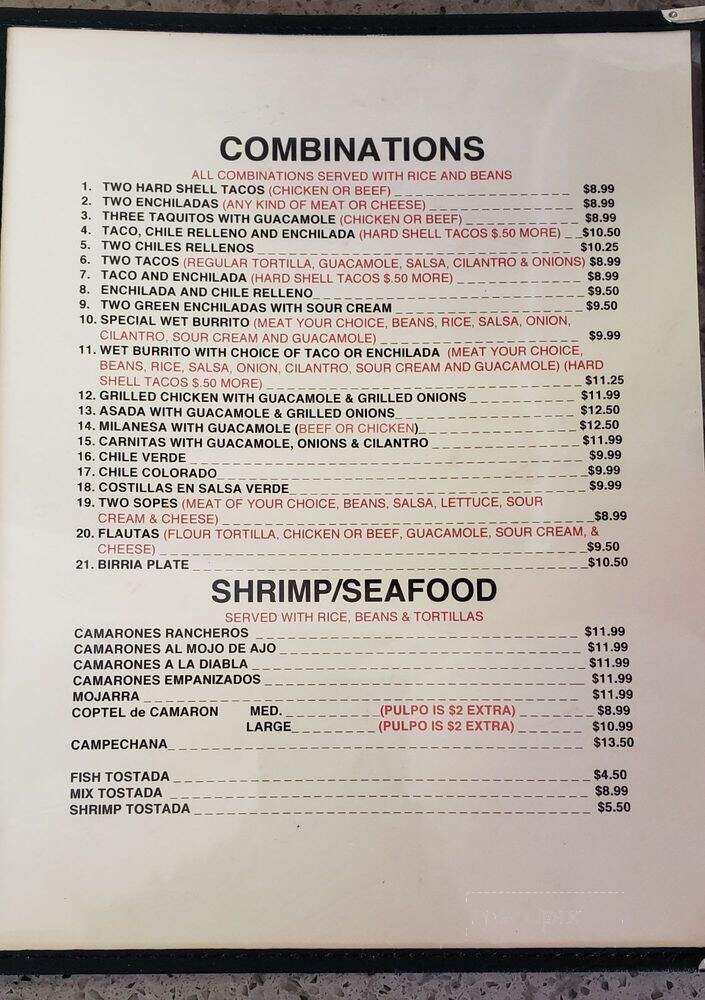 COMBINATIONS
ALL COMBINATIONS SERVED WITH RICE AND BEANS
1. TWO HARD SHELL TACOS (CHICKEN OR BEEF) $8.99
2. TWO ENCHILADAS (ANY KIND OF MEAT OR CHEESE) $8.99
3. THREE TAQUITOS WITH GUACAMOLE (CHICKEN OR BEEF) $8.99
4. TACO, CHILE RELLENO AND ENCHILADA (HARD SHELL TACOS $.50 MORE) $10.50
5. TWO CHILES RELLENOS $10.25
6. TWO TACOS (REGULAR TORTILLA, GUACAMOLE, SALSA, CILANTRO & ONIONS) $8.99
7. TACO AND ENCHILADA (HARD SHELL TACOS $.50 MORE) $8.99
8. ENCHILADA AND CHILE RELLENO $9.50
9. TWO GREEN ENCHILADAS WITH SOUR CREAM $9.50
10. SPECIAL WET BURRITO (MEAT YOUR CHOICE, BEANS, RICE, SALSA, ONION,
CILANTRO, SOUR CREAM AND GUACAMOLE) $9.99
11. WET BURRITO WITH CHOICE OF TACO OR ENCHILADA (MEAT YOUR CHOICE,
BEANS, RICE, SALSA, ONION, CILANTRO, SOUR CREAM AND GUACAMOLE) (HARD
SHELL TACOS $.50 MORE) $11.25
12. GRILLED CHICKEN WITH GUACAMOLE & GRILLED ONIONS $11.99
13. ASADA WITH GUACAMOLE & GRILLED ONIONS $12.50
14. MILANESA WITH GUACAMOLE (BEEF OR CHICKEN) $12.50
15. CARNITAS WITH GUACAMOLE, ONIONS & CILANTRO $11.99
16. CHILE VERDE $9.99
17. CHILE COLORADO $9.99
18. COSTILLAS EN SALSA VERDE $9.99
19. TWO SOPES (MEAT OF YOUR CHOICE, BEANS, SALSA, LETTUCE, SOUR
CREAM & CHEESE) $8.99
20. FLAUTAS (FLOUR TORTILLA, CHICKEN OR BEEF, GUACAMOLE, SOUR CREAM, &
CHEESE) $9.50
21. BIRRIA PLATE $10.50
SHRIMP/SEAFOOD
SERVED WITH RICE, BEANS & TORTILLAS
CAMARONES RANCHEROS $11.99
CAMARONES AL MOJO DE AJO $11.99
CAMARONES A LA DIABLA $11.99
CAMARONES EMPANIZADOS $11.99
MOJARRA $11.99
COPTEL de CAMARON MED. (PULPO IS $2 EXTRA) $8.99
LARGE (PULPO IS $2 EXTRA) $10.99
CAMPECHANA $13.50
FISH TOSTADA $4.50
MIX TOSTADA $8.99
SHRIMP TOSTADA $5.50